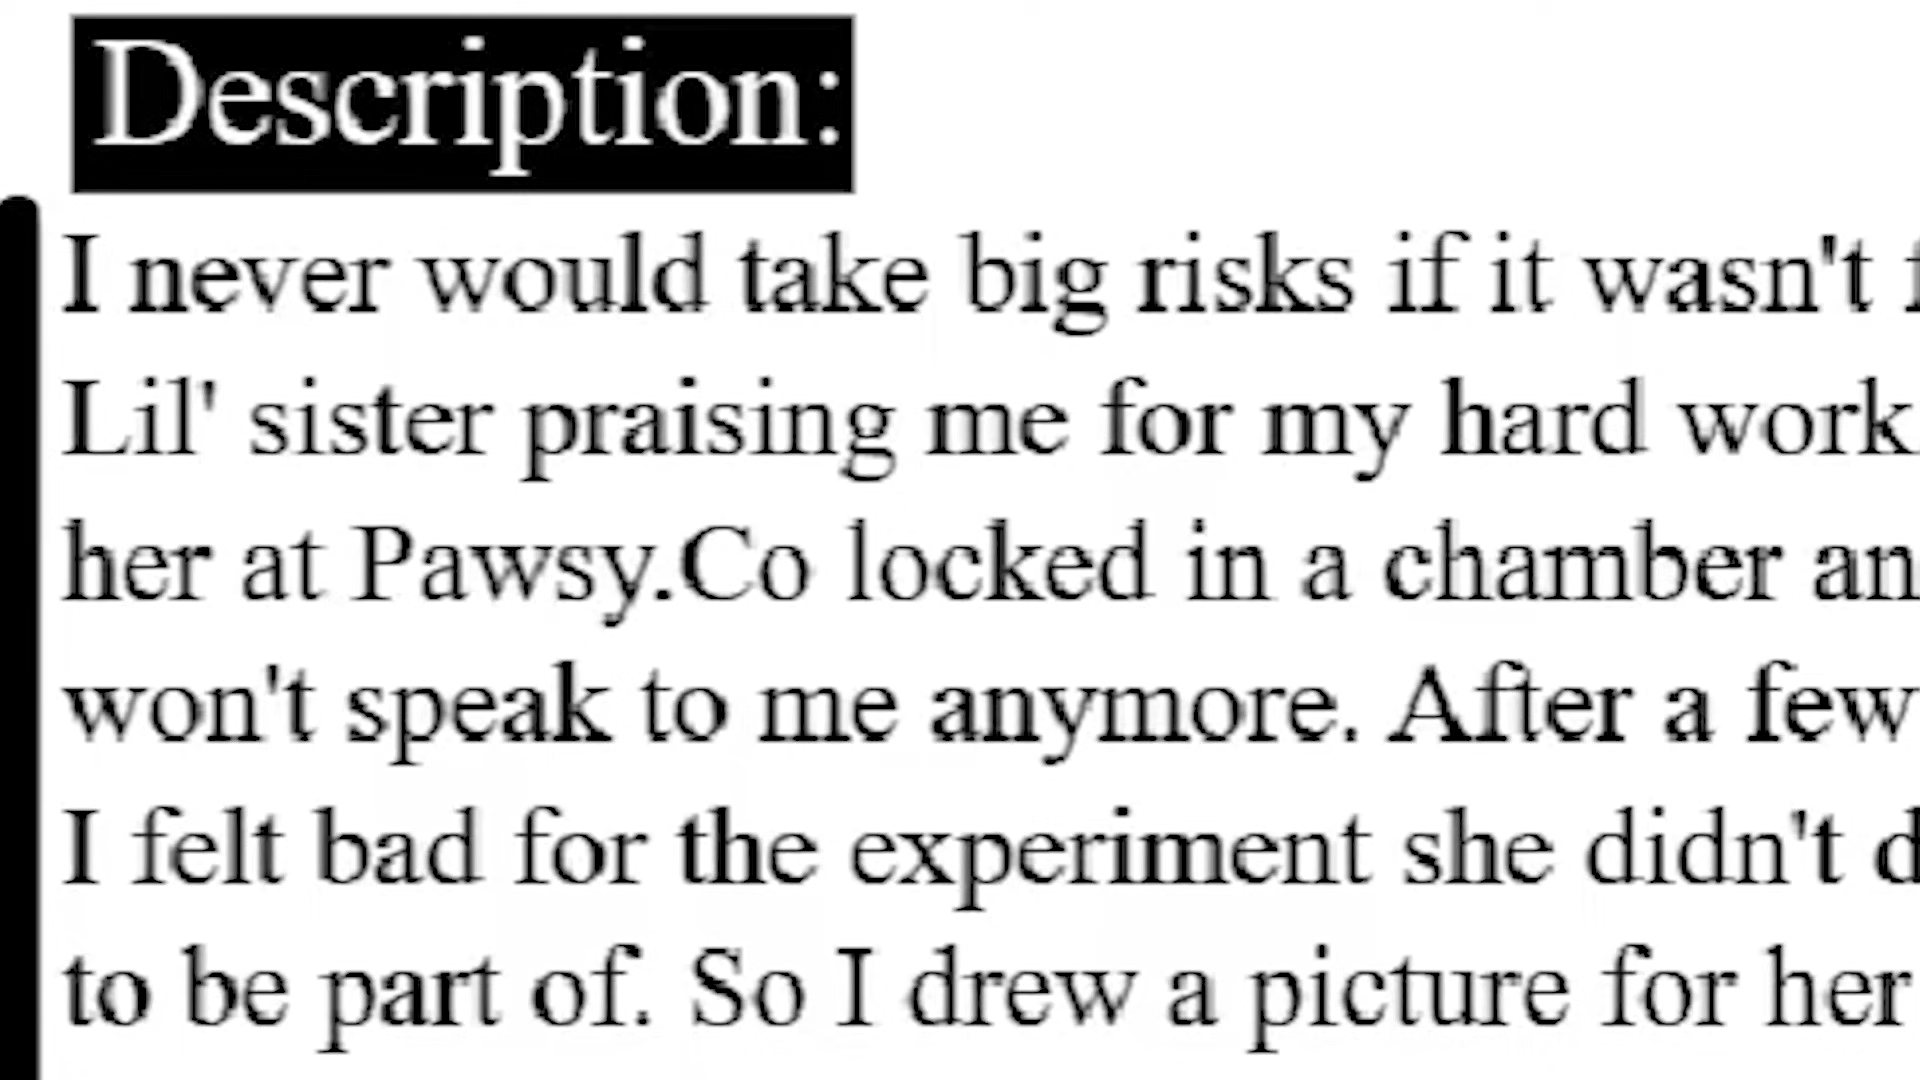 Description:
I never would take big risks if it wasn't
Lil' sister praising me for my hard work
her at Pawsy.Co locked in a chamber
won't speak to me anymore. After a few
I felt bad for the experiment she didn't
to be part of. So I drew a picture for her